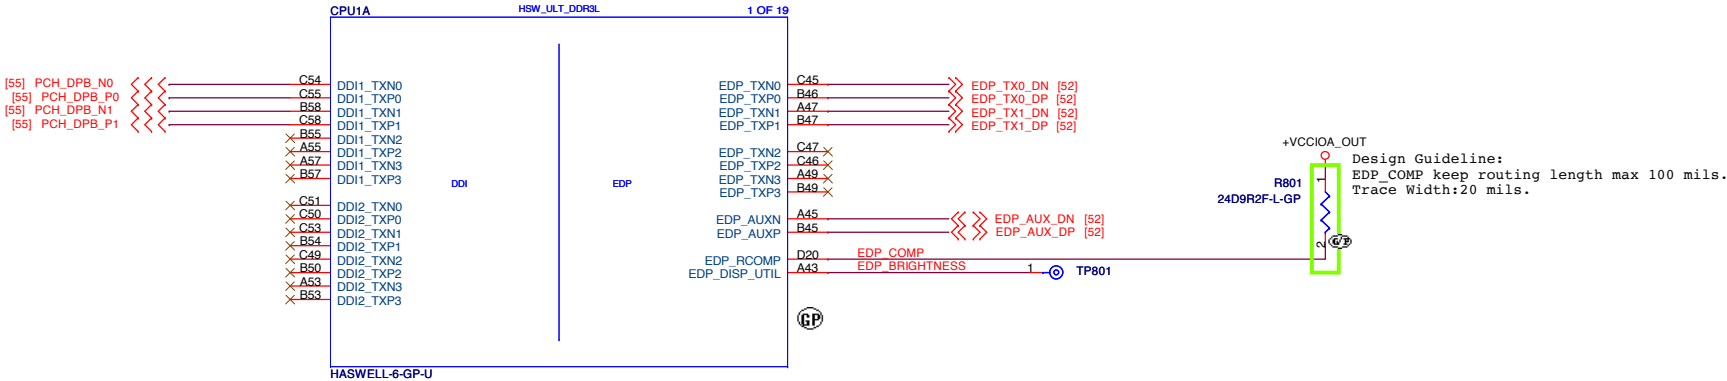 CPU1A HSW_ULT_DDR3L 1 OF 19
[55] PCH_DPB_N0 C54 DDI1_TXN0 EDP_TXN0 C45 EDP_TX0_DN [52]
[55] PCH_DPB_P0 C55 DDI1_TXP0 EDP_TXP0 B46 EDP_TX0_DP [52]
[55] PCH_DPB_N1 B58 DDI1_TXN1 EDP_TXN1 A47 EDP_TX1_DN [52]
[55] PCH_DPB_P1 C58 DDI1_TXP1 EDP_TXP1 B47 EDP_TX1_DP [52]
B55 DDI1_TXN2
A55 DDI1_TXP2 EDP_TXN2 C47
A57 DDI1_TXN3 EDP_TXP2 C46
B57 DDI1_TXP3 EDP_TXN3 A49
EDP_TXP3 B49
DDI EDP
C51 DDI2_TXN0
C50 DDI2_TXP0 EDP_AUXN A45 EDP_AUX_DN [52]
C53 DDI2_TXN1 EDP_AUXP B45 EDP_AUX_DP [52]
B54 DDI2_TXP1
C49 DDI2_TXN2 EDP_RCOMP D20 EDP_COMP
B50 DDI2_TXP2 EDP_DISP_UTIL A43 EDP_BRIGHTNESS 1 TP801
A53 DDI2_TXN3
B53 DDI2_TXP3
GP
HASWELL-6-GP-U
+VCCIOA_OUT
R801
24D9R2F-L-GP
1
2
G/P
Design Guideline:
EDP_COMP keep routing length max 100 mils.
Trace Width:20 mils.